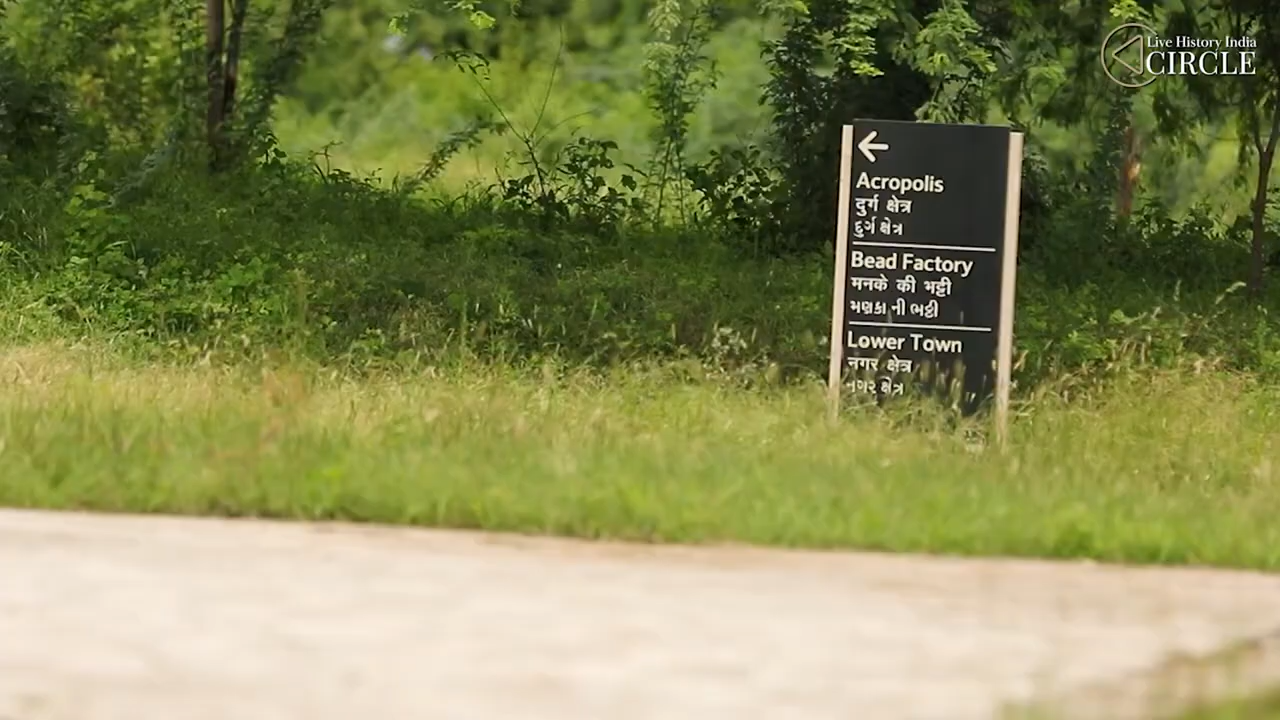 Live History India
CIRCLE
←
Acropolis
दुर्ग क्षेत्र
દુર્ગ ક્ષેત્ર
Bead Factory
मनके की भट्टी
મણકા ની ભઠ્ઠી
Lower Town
नगर क्षेत्र
નગર ક્ષેત્ર